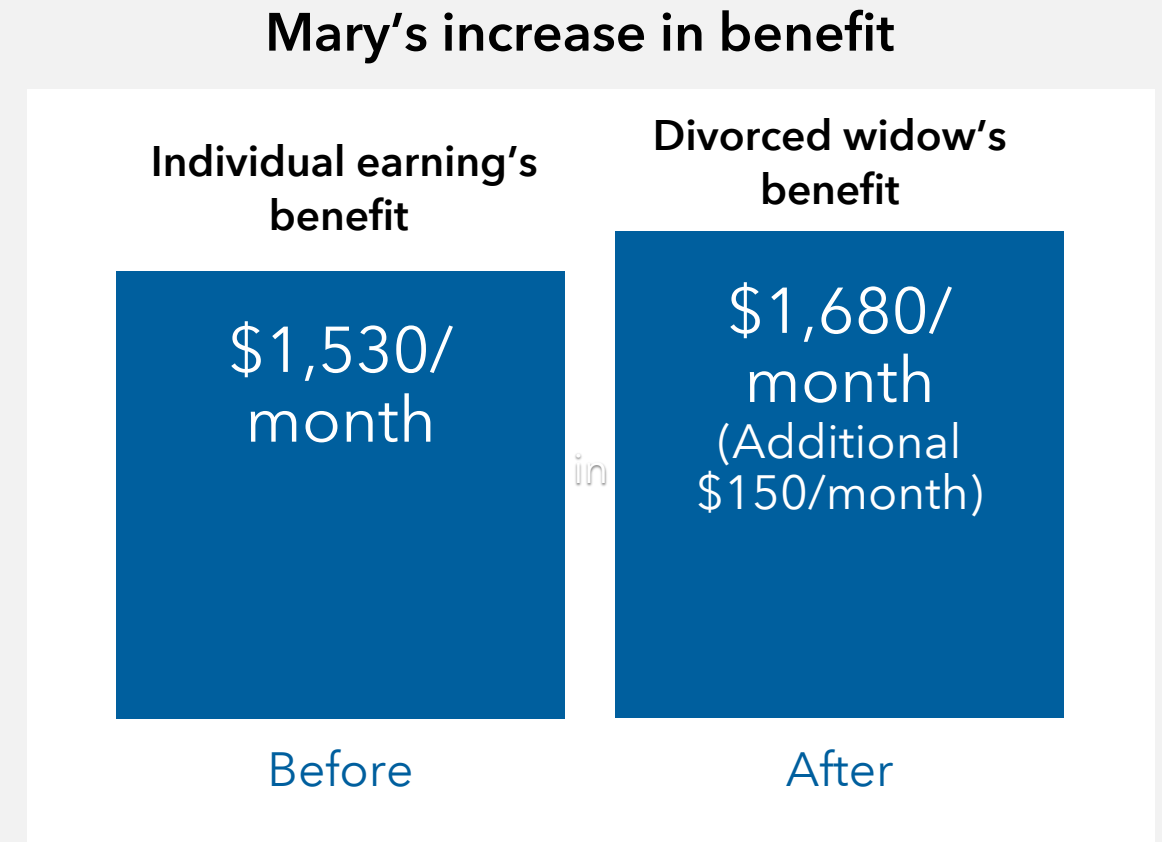 Mary’s increase in benefit
Individual earning’s
benefit
$1,530/
month
in
Divorced widow’s
benefit
$1,680/
month
(Additional
$150/month)
Before
After